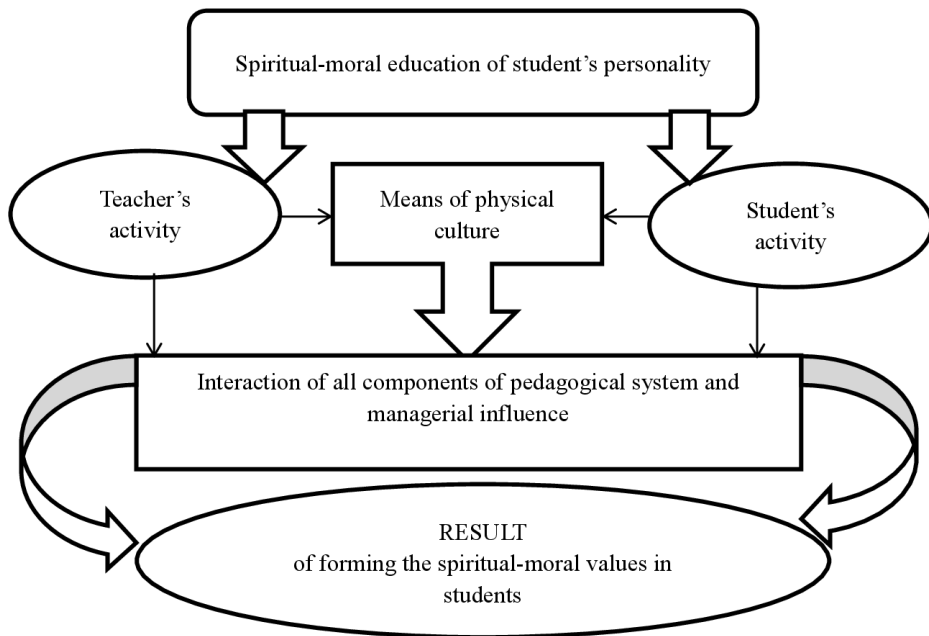 Spiritual-moral education of student’s personality
Teacher’s
activity
Means of physical
culture
Student’s
activity
Interaction of all components of pedagogical system and
managerial influence
RESULT
of forming the spiritual-moral values in
students